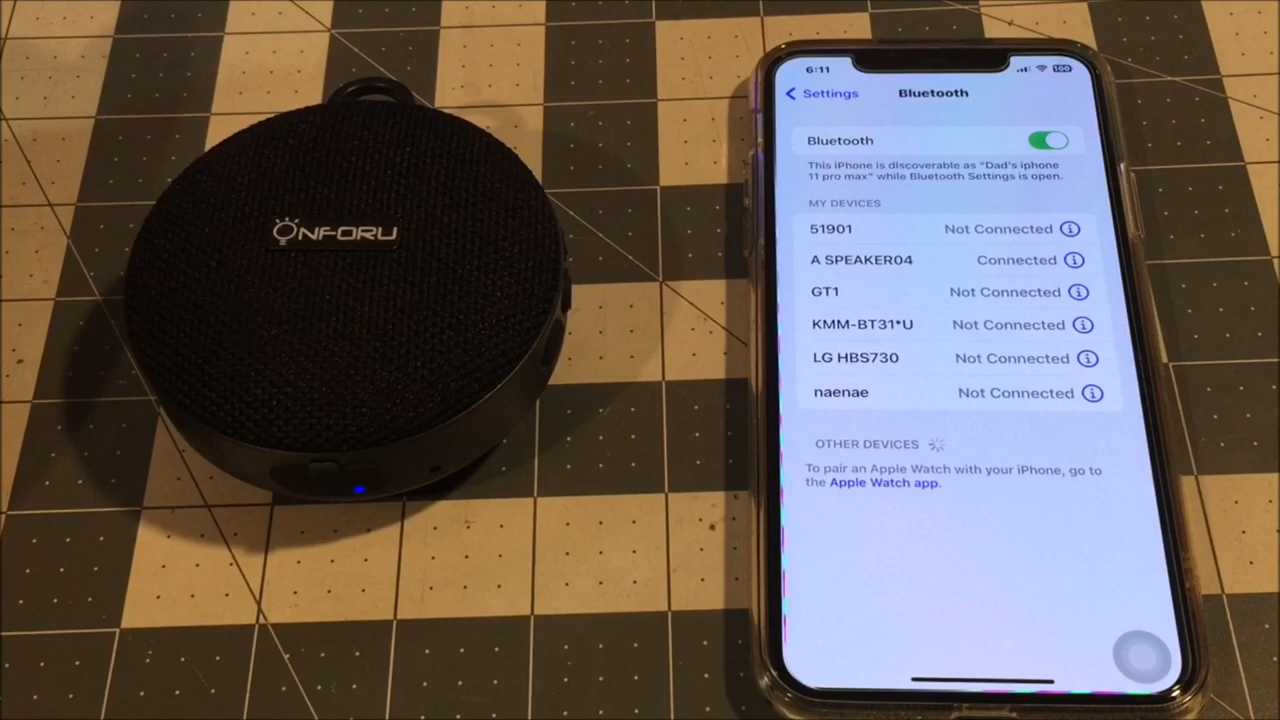 ONFORU
6:11
100
Settings
Bluetooth
Bluetooth
This iPhone is discoverable as "Dad's iphone
11 pro max" while Bluetooth Settings is open.
MY DEVICES
51901 Not Connected
A SPEAKER04 Connected
GT1 Not Connected
KMM-BT31*U Not Connected
LG HBS730 Not Connected
naenae Not Connected
OTHER DEVICES
To pair an Apple Watch with your iPhone, go to
the Apple Watch app.